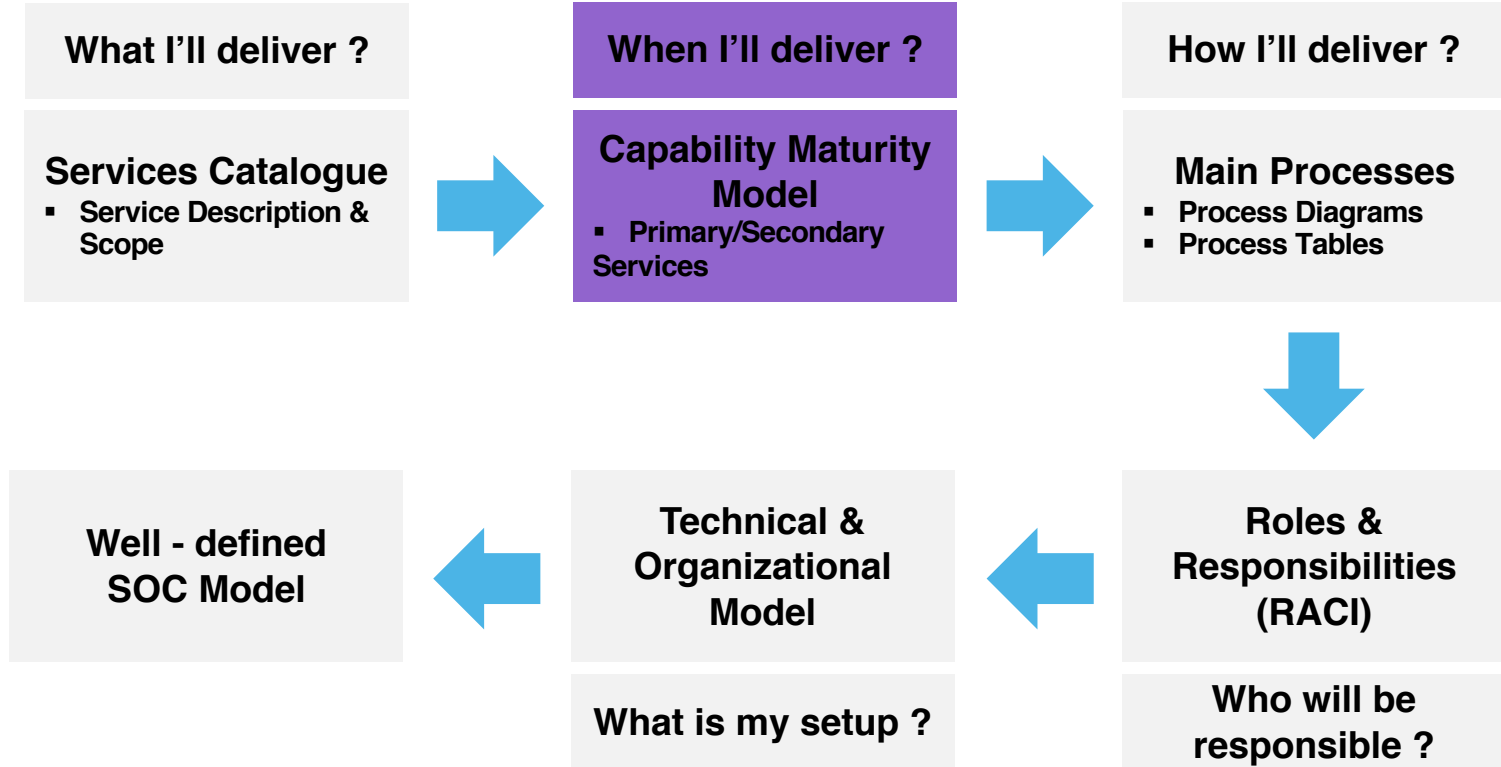 What I'll deliver ?
When I'll deliver ?
How I'll deliver ?
Services Catalogue
▪ Service Description &
Scope
Capability Maturity
Model
▪ Primary/Secondary
Services
Main Processes
▪ Process Diagrams
▪ Process Tables
Well - defined
SOC Model
Technical &
Organizational
Model
Roles &
Responsibilities
(RACI)
What is my setup ?
Who will be
responsible ?